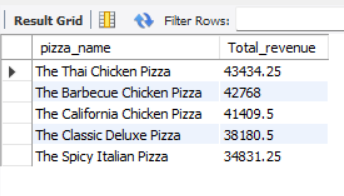 Result Grid Filter Rows:
pizza_name Total_revenue
The Thai Chicken Pizza 43434.25
The Barbecue Chicken Pizza 42768
The California Chicken Pizza 41409.5
The Classic Deluxe Pizza 38180.5
The Spicy Italian Pizza 34831.25